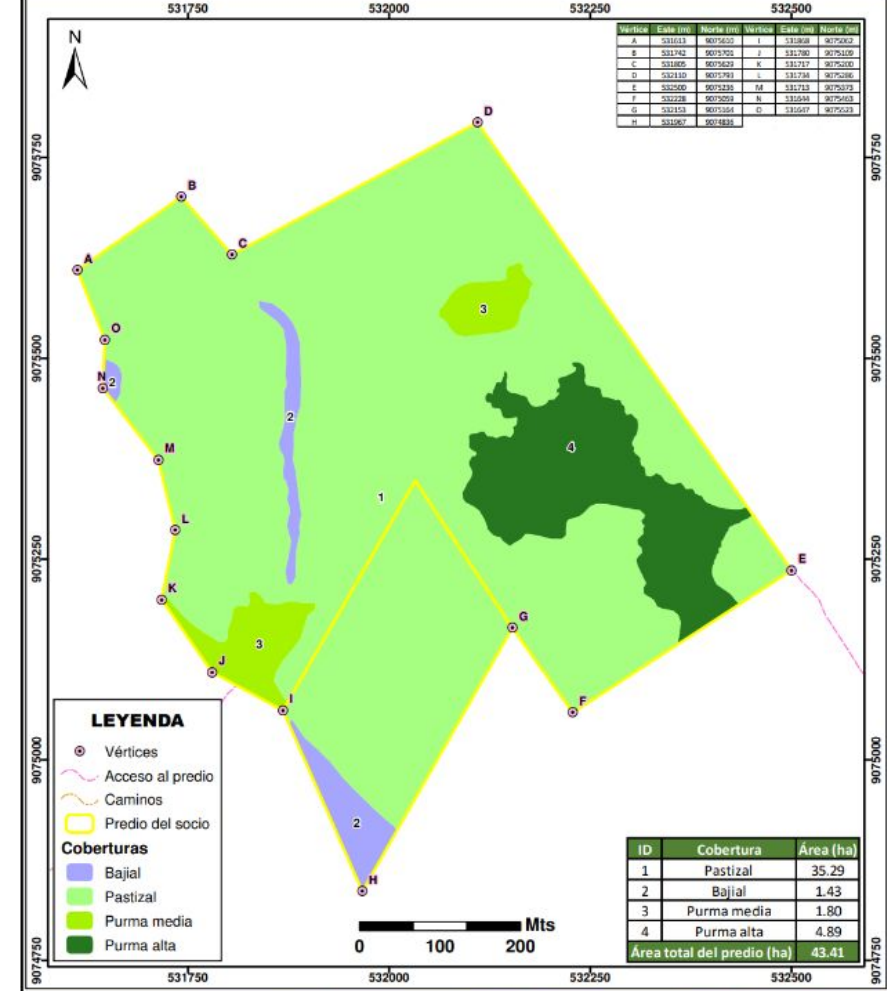 531750 532000 532250 532500
N
Vértice Este (m) Norte (m) Vértice Este (m) Norte (m)
A 531613 9075610 I 531868 9075062
B 531742 9075701 J 531780 9075109
C 531805 9075629 K 531717 9075200
D 532110 9075793 L 531734 9075286
E 532500 9075236 M 531713 9075373
F 532228 9075059 N 531644 9075463
G 532153 9075164 O 531647 9075523
H 531967 9074836
D
9075750 9075750
B
C
A
3
O
9075500 9075500
N 2
2
4
M
1
L
9075250 9075250
E
K
G
3
J
I
F
9075000 9075000
2
H
LEYENDA
Vértices
Acceso al predio
Caminos
Predio del socio
Coberturas
Bajial
Pastizal
Purma media
Purma alta
Mts
0 100 200
ID Cobertura Área (ha)
1 Pastizal 35.29
2 Bajial 1.43
3 Purma media 1.80
4 Purma alta 4.89
Área total del predio (ha) 43.41
9074750 9074750
531750 532000 532250 532500